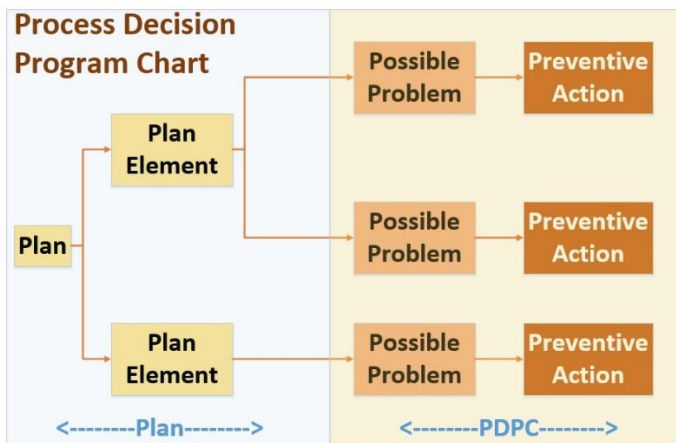 Process Decision
Program Chart
Possible
Problem
Preventive
Action
Plan
Element
Plan
Possible
Problem
Preventive
Action
Plan
Element
Possible
Problem
Preventive
Action
<--------Plan-------->
<--------PDPC-------->